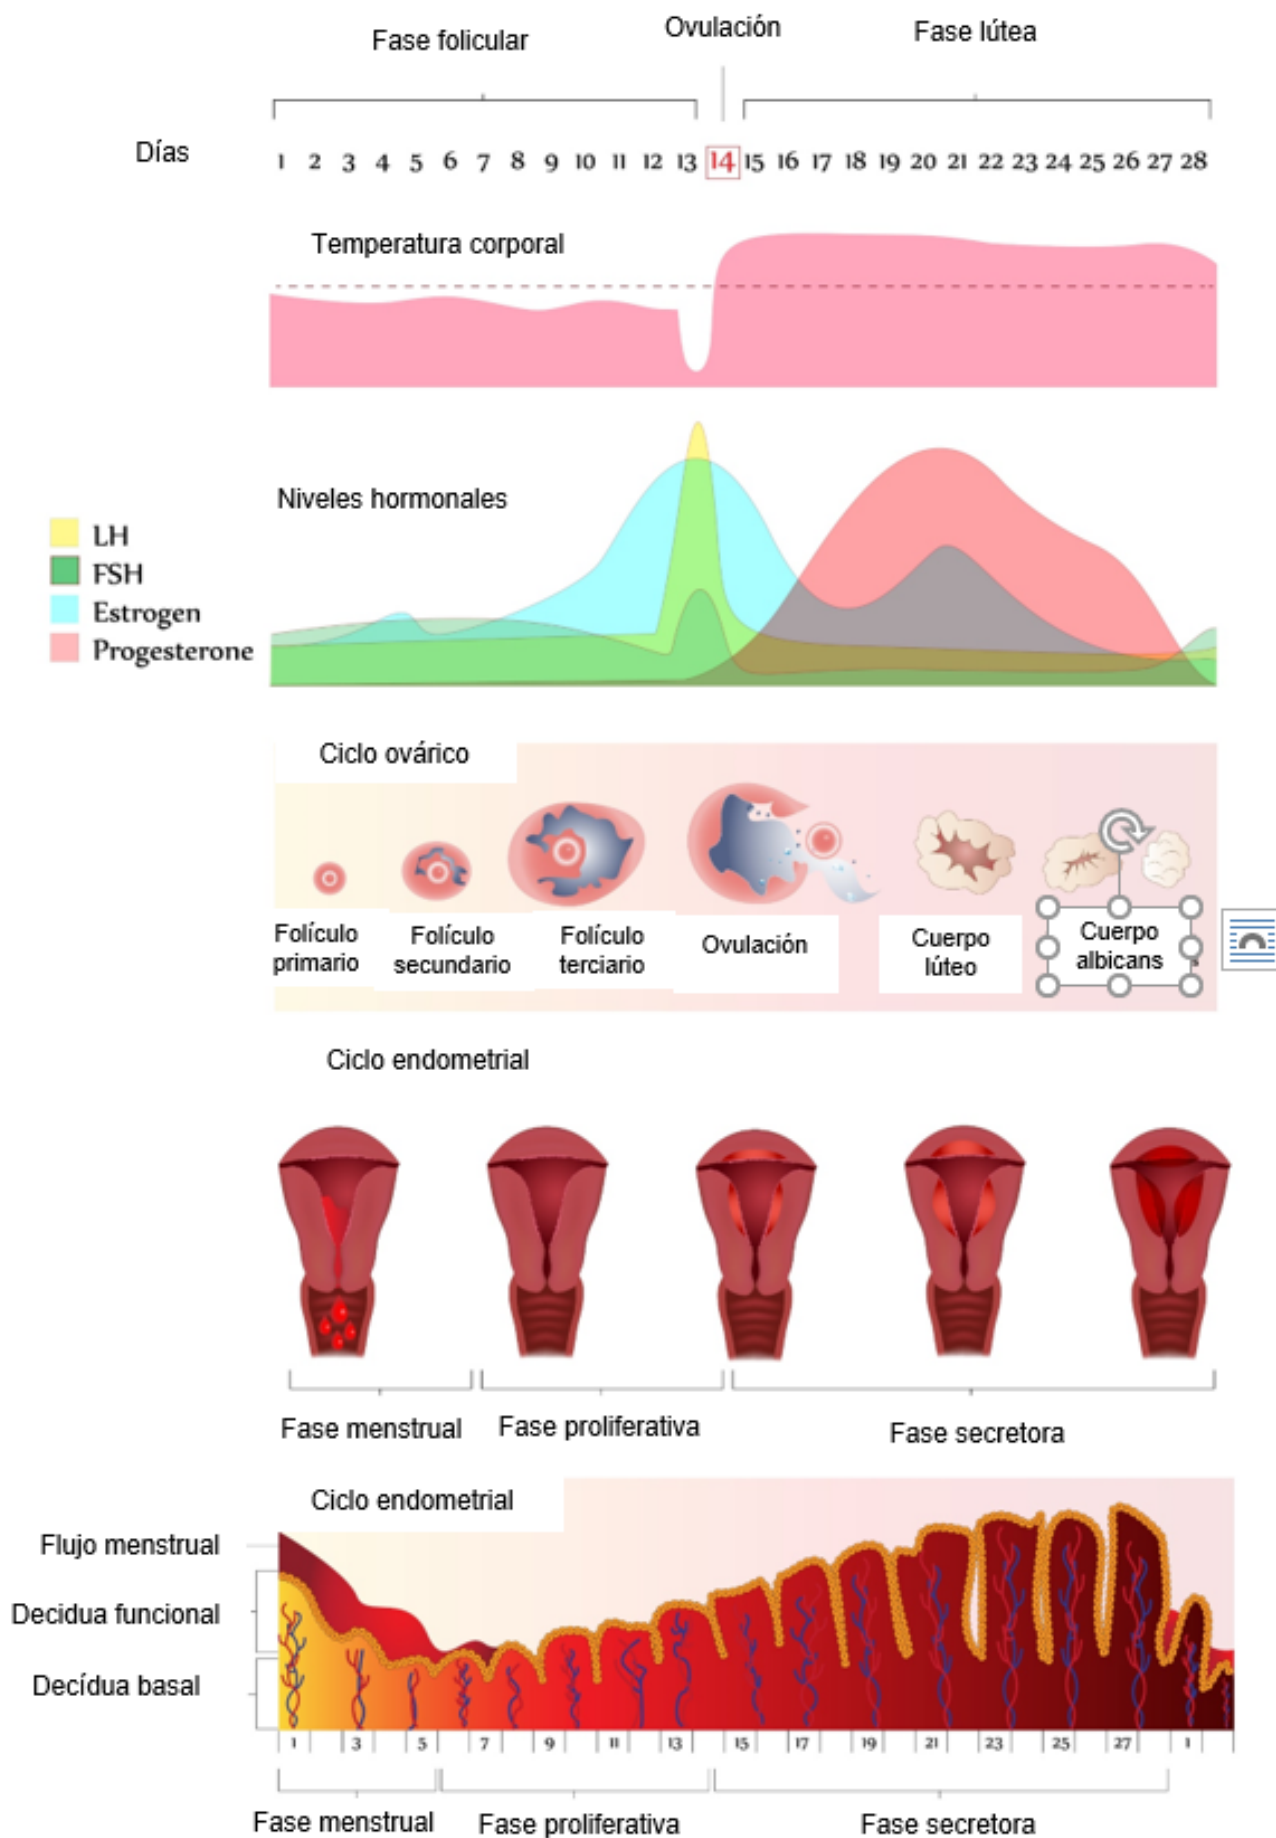 Fase folicular
Ovulación
Fase lútea
Días
1 2 3 4 5 6 7 8 9 10 11 12 13 14 15 16 17 18 19 20 21 22 23 24 25 26 27 28
Temperatura corporal
Niveles hormonales
LH
FSH
Estrogen
Progesterone
Ciclo ovárico
Folículo
primario
Folículo
secundario
Folículo
terciario
Ovulación
Cuerpo
lúteo
Cuerpo
albicans
Ciclo endometrial
Fase menstrual
Fase proliferativa
Fase secretora
Ciclo endometrial
Flujo menstrual
Decidua funcional
Decídua basal
1 3 5 7 9 11 13 15 17 19 21 23 25 27 1
Fase menstrual
Fase proliferativa
Fase secretora